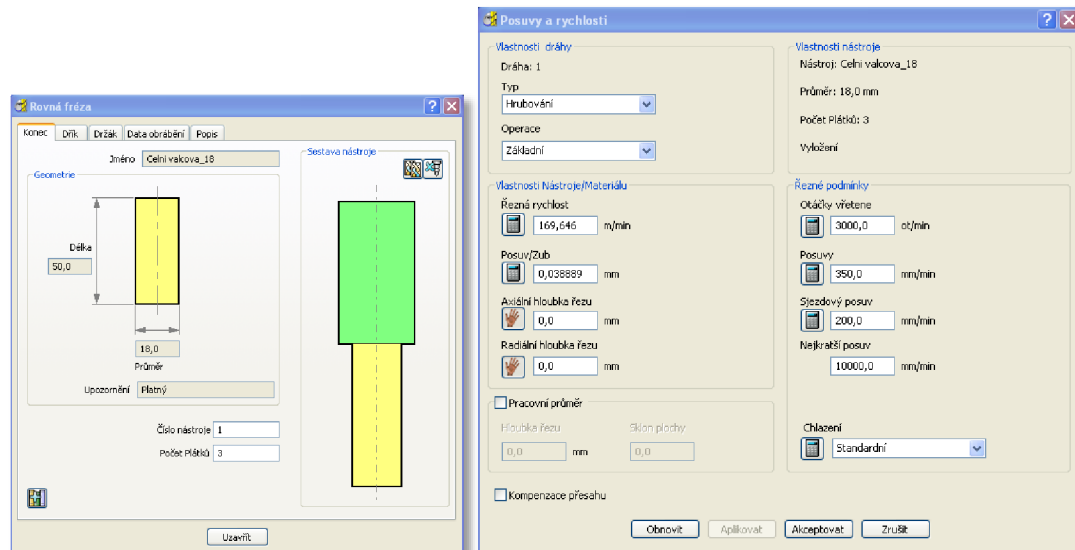 Rovná fréza
Konec Dřík Držák Data obrábění Popis
Jméno Celni vakova_18
Geometrie
Délka
50,0
18,0
Průměr
Upozornění Platný
Číslo nástroje 1
Počet Plátků 3
Sestava nástroje
Uzavřít
Posuvy a rychlosti
Vlastnosti dráhy
Dráha: 1
Typ
Hrubování
Operace
Základní
Vlastnosti nástroje
Nástroj: Celni valcova_18
Průměr: 18,0 mm
Počet Plátků: 3
Vyložení
Vlastnosti Nástroje/Materiálu
Řezná rychlost
169,646 m/min
Posuv/Zub
0,038889 mm
Axiální hloubka řezu
0,0 mm
Radiální hloubka řezu
0,0 mm
Řezné podmínky
Otáčky vřetene
3000,0 ot/min
Posuvy
350,0 mm/min
Sjezdový posuv
200,0 mm/min
Nejkratší posuv
10000,0 mm/min
Pracovní průměr
Hloubka řezu Sklon plochy
0,0 mm 0,0
Chlazení
Standardní
Kompenzace přesahu
Obnovit Aplikovat Akceptovat Zrušit